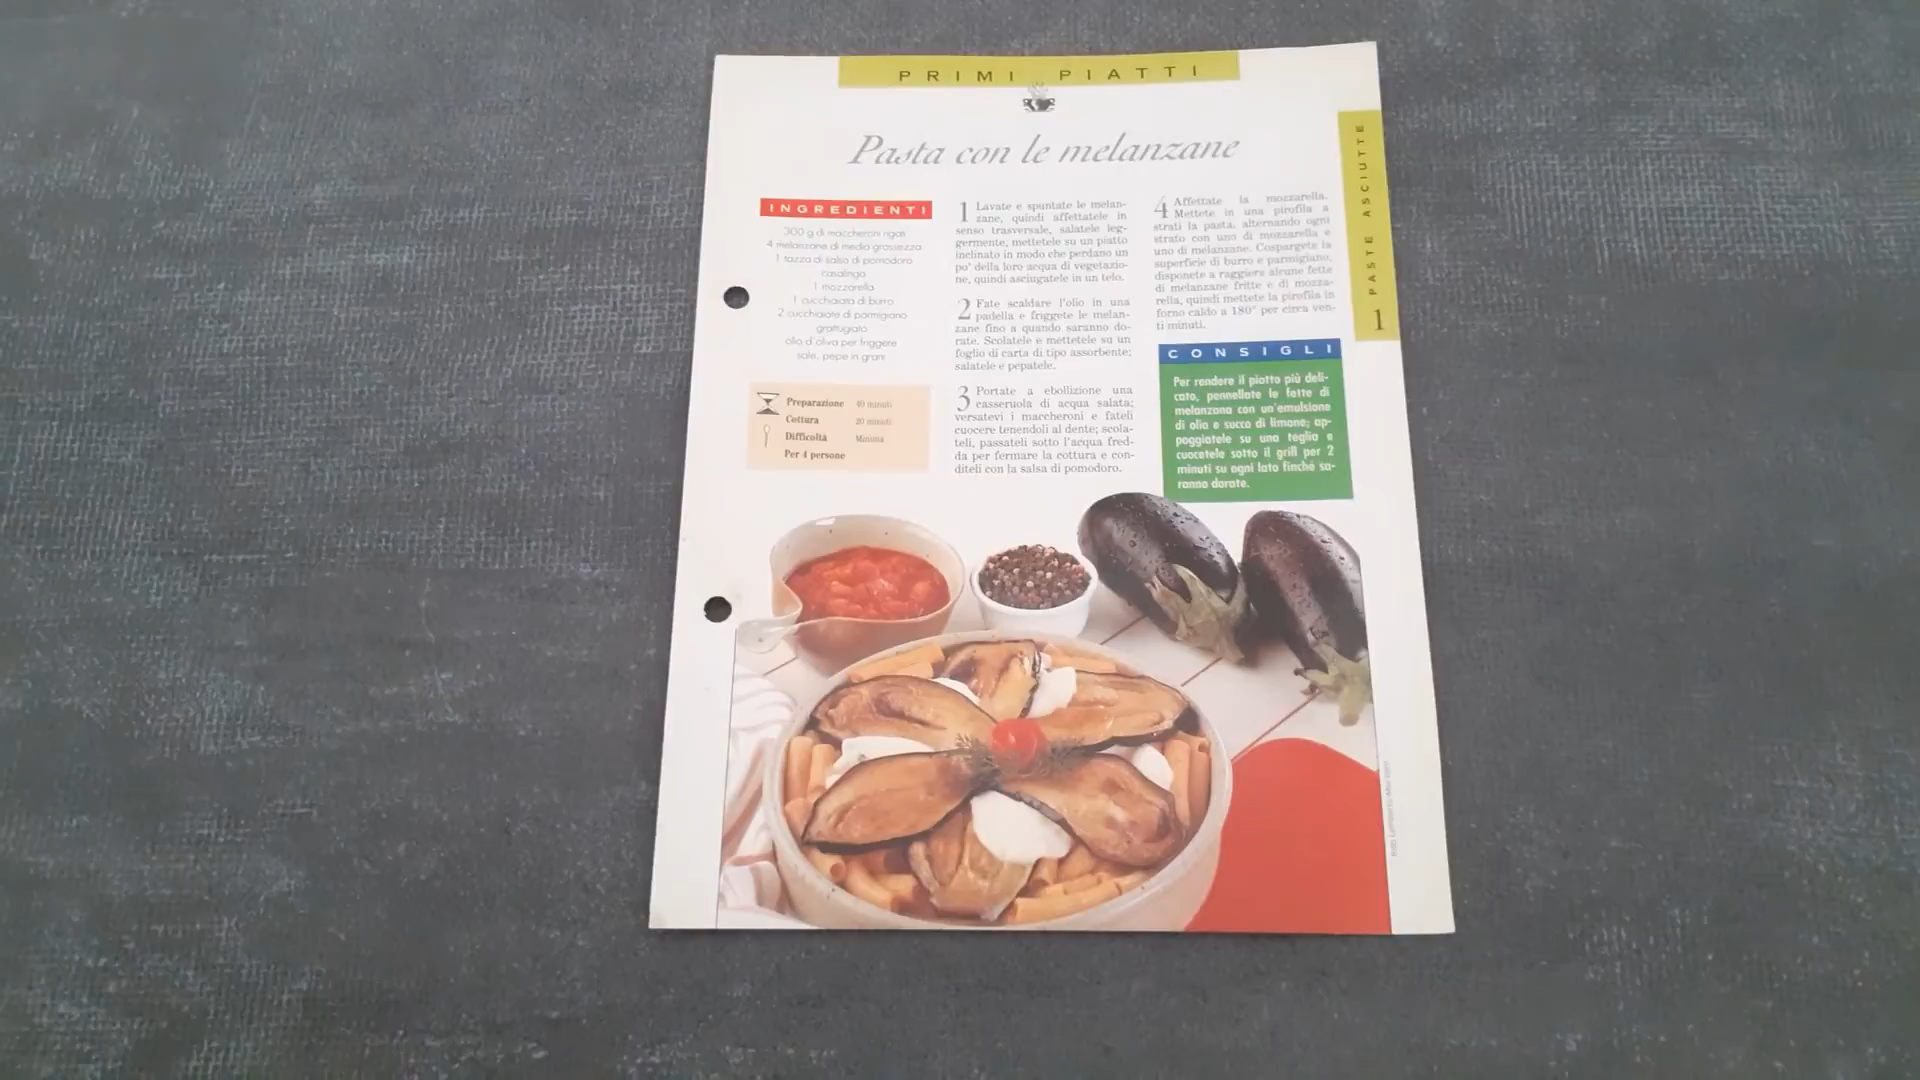 PRIMI PIATTI
Pasta con le melanzane
INGREDIENTI
300 g di maccheroni rigati
4 melanzane di media grossezza
1 tazza di salsa di pomodoro
casalinga
1 mozzarella
1 cucchiaiata di burro
2 cucchiaiate di parmigiano
grattugiato
olio d'oliva per friggere
sale, pepe in grani
Preparazione 40 minuti
Cottura 20 minuti
Difficoltà Minima
Per 4 persone
1 Lavate e spuntate le melan-
zane, quindi affettatele in
senso trasversale, salatele leg-
germente, mettetele su un piatto
inclinato in modo che perdano un
po' della loro acqua di vegetazio-
ne, quindi asciugatele in un telo.
2 Fate scaldare l'olio in una
padella e friggete le melan-
zane fino a quando saranno do-
rate. Scolatele e mettetele su un
foglio di carta di tipo assorbente;
salatele e pepatele.
3 Portate a ebollizione una
casseruola di acqua salata;
versatevi i maccheroni e fateli
cuocere tenendoli al dente; scola-
teli, passateli sotto l'acqua fred-
da per fermare la cottura e con-
diteli con la salsa di pomodoro.
4 Affettate la mozzarella.
Mettete in una pirofila a
strati la pasta, alternando ogni
strato con uno di mozzarella e
uno di melanzane. Cospargete la
superficie di burro e parmigiano,
disponete a raggiera alcune fette
di melanzane fritte e di mozza-
rella, quindi mettete la pirofila in
forno caldo a 180° per circa ven-
ti minuti.
CONSIGLI
Per rendere il piatto più deli-
cato, pennellate le fette di
melanzana con un'emulsione
di olio e succo di limone; ap-
poggiatele su una teglia e
cuocetele sotto il grill per 2
minuti su ogni lato finché sa-
ranno dorate.
1 PASTE ASCIUTTE